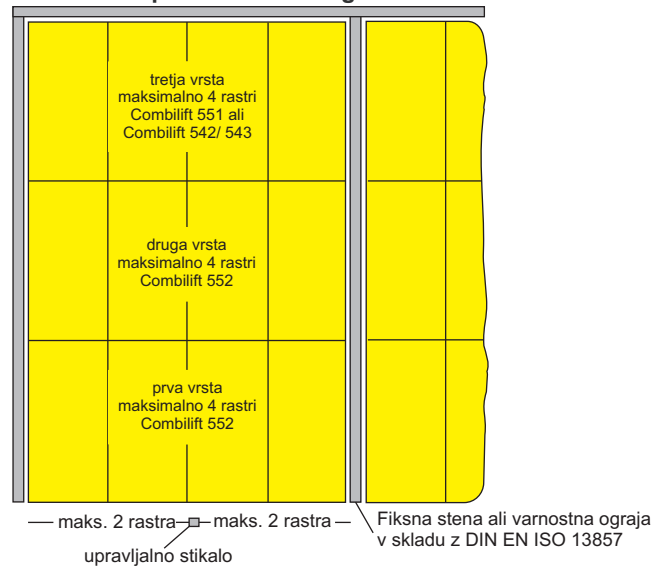 tretja vrsta
maksimalno 4 rastri
Combilift 551 ali
Combilift 542/ 543
druga vrsta
maksimalno 4 rastri
Combilift 552
prva vrsta
maksimalno 4 rastri
Combilift 552
maks. 2 rastra
maks. 2 rastra
upravljalno stikalo
Fiksna stena ali varnostna ograja
v skladu z DIN EN ISO 13857